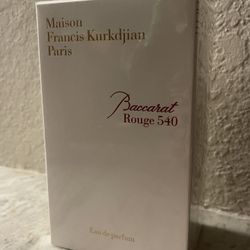 Maison
Francis Kurkdjian
Paris
Baccarat
Rouge 540
Eau de parfum